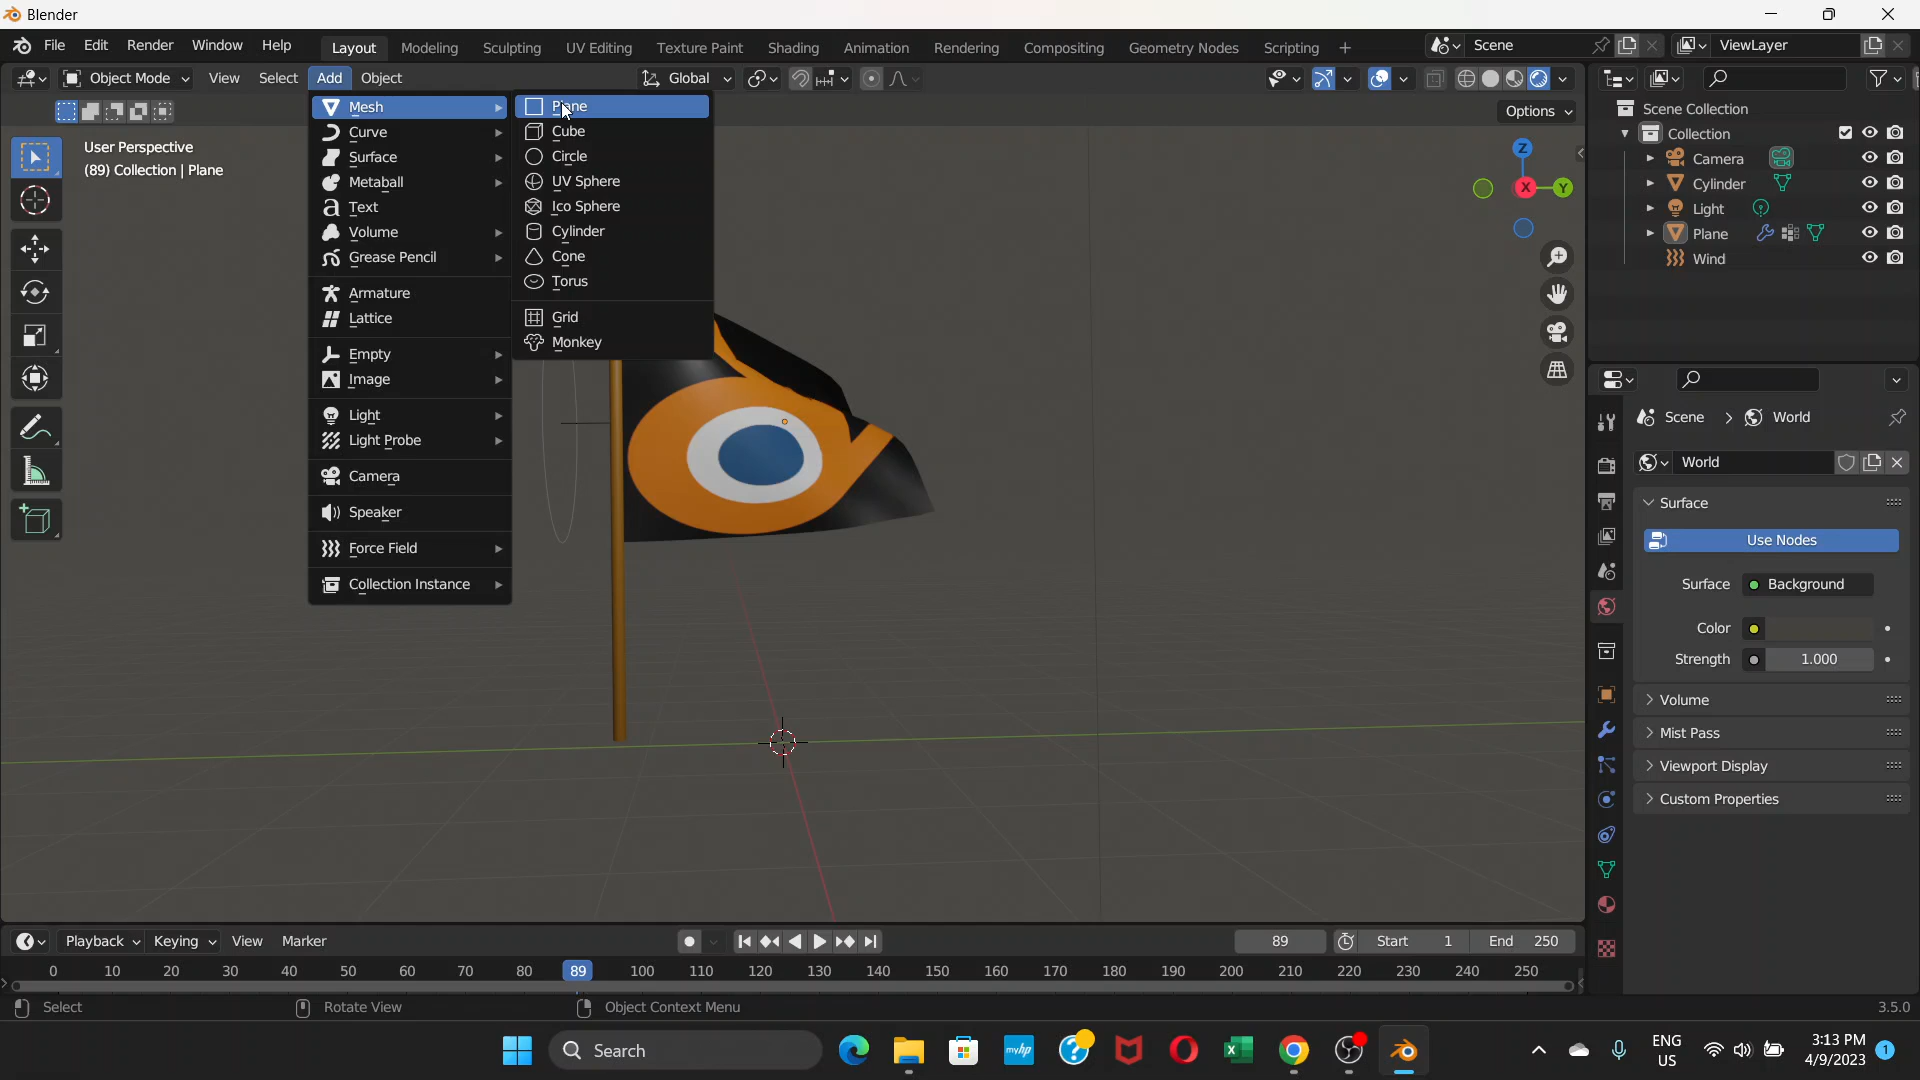 Blender
File Edit Render Window Help Layout Modeling Sculpting UV Editing Texture Paint Shading Animation Rendering Compositing Geometry Nodes Scripting + Scene ViewLayer
Object Mode View Select Add Object Global
Options
User Perspective
(89) Collection | Plane
Mesh
Curve
Surface
Metaball
Text
Volume
Grease Pencil
Armature
Lattice
Empty
Image
Light
Light Probe
Camera
Speaker
Force Field
Collection Instance
Plane
Cube
Circle
UV Sphere
Ico Sphere
Cylinder
Cone
Torus
Grid
Monkey
Z
X
Y
Scene Collection
Collection
Camera
Cylinder
Light
Plane
Wind
Scene > World
World
Surface
Use Nodes
Surface Background
Color
Strength 1.000
Volume
Mist Pass
Viewport Display
Custom Properties
Playback Keying View Marker 89 Start 1 End 250
0 10 20 30 40 50 60 70 80 89 100 110 120 130 140 150 160 170 180 190 200 210 220 230 240 250
Select Rotate View Object Context Menu 3.5.0
Search myhp ENG US 3:13 PM 4/9/2023 1